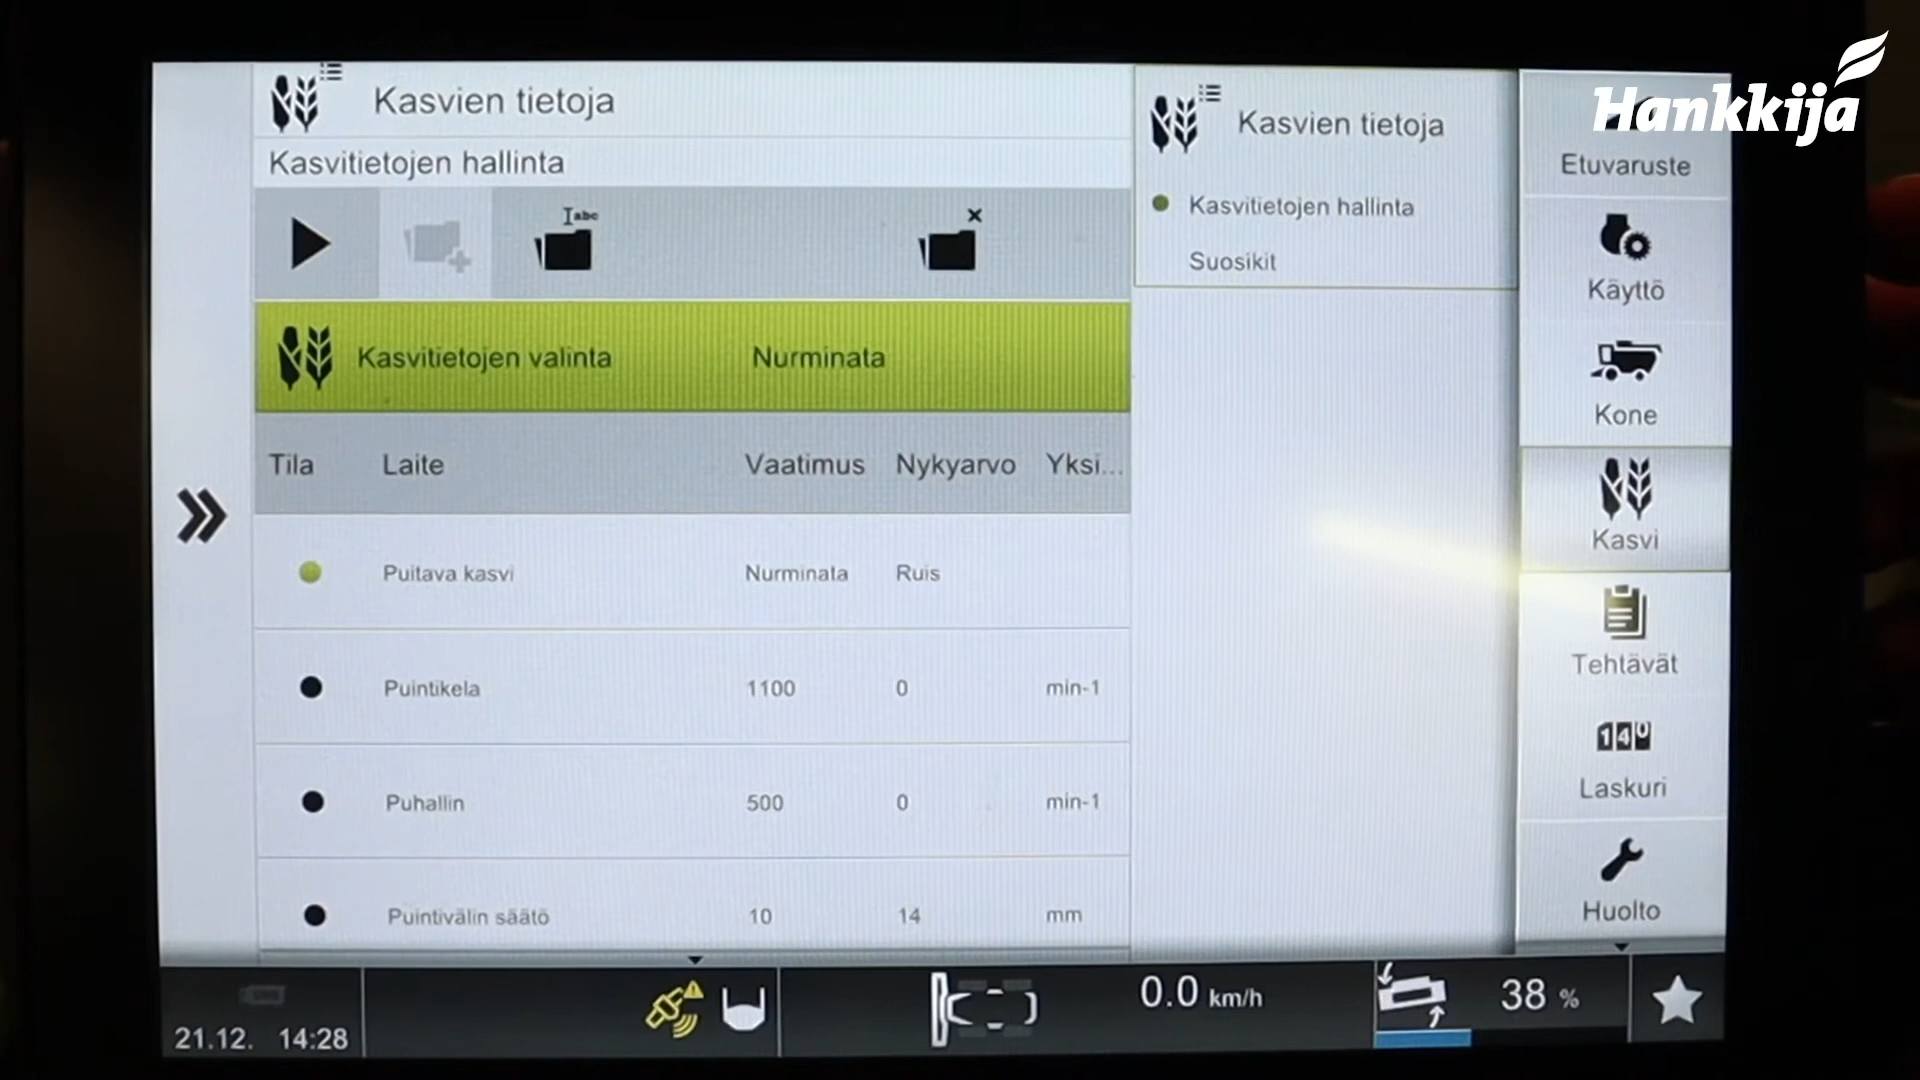 Hankkija
Kasvien tietoja
Kasvitietojen hallinta
Iabc
Kasvitietojen valinta Nurminata
Tila Laite Vaatimus Nykyarvo Yksi...
Puitava kasvi Nurminata Ruis
Puintikela 1100 0 min-1
Puhallin 500 0 min-1
Puintivälin säätö 10 14 mm
Kasvien tietoja
Kasvitietojen hallinta
Suosikit
Etuvaruste
Käyttö
Kone
Kasvi
Tehtävät
140
Laskuri
Huolto
21.12. 14:28
0.0 km/h
38 %